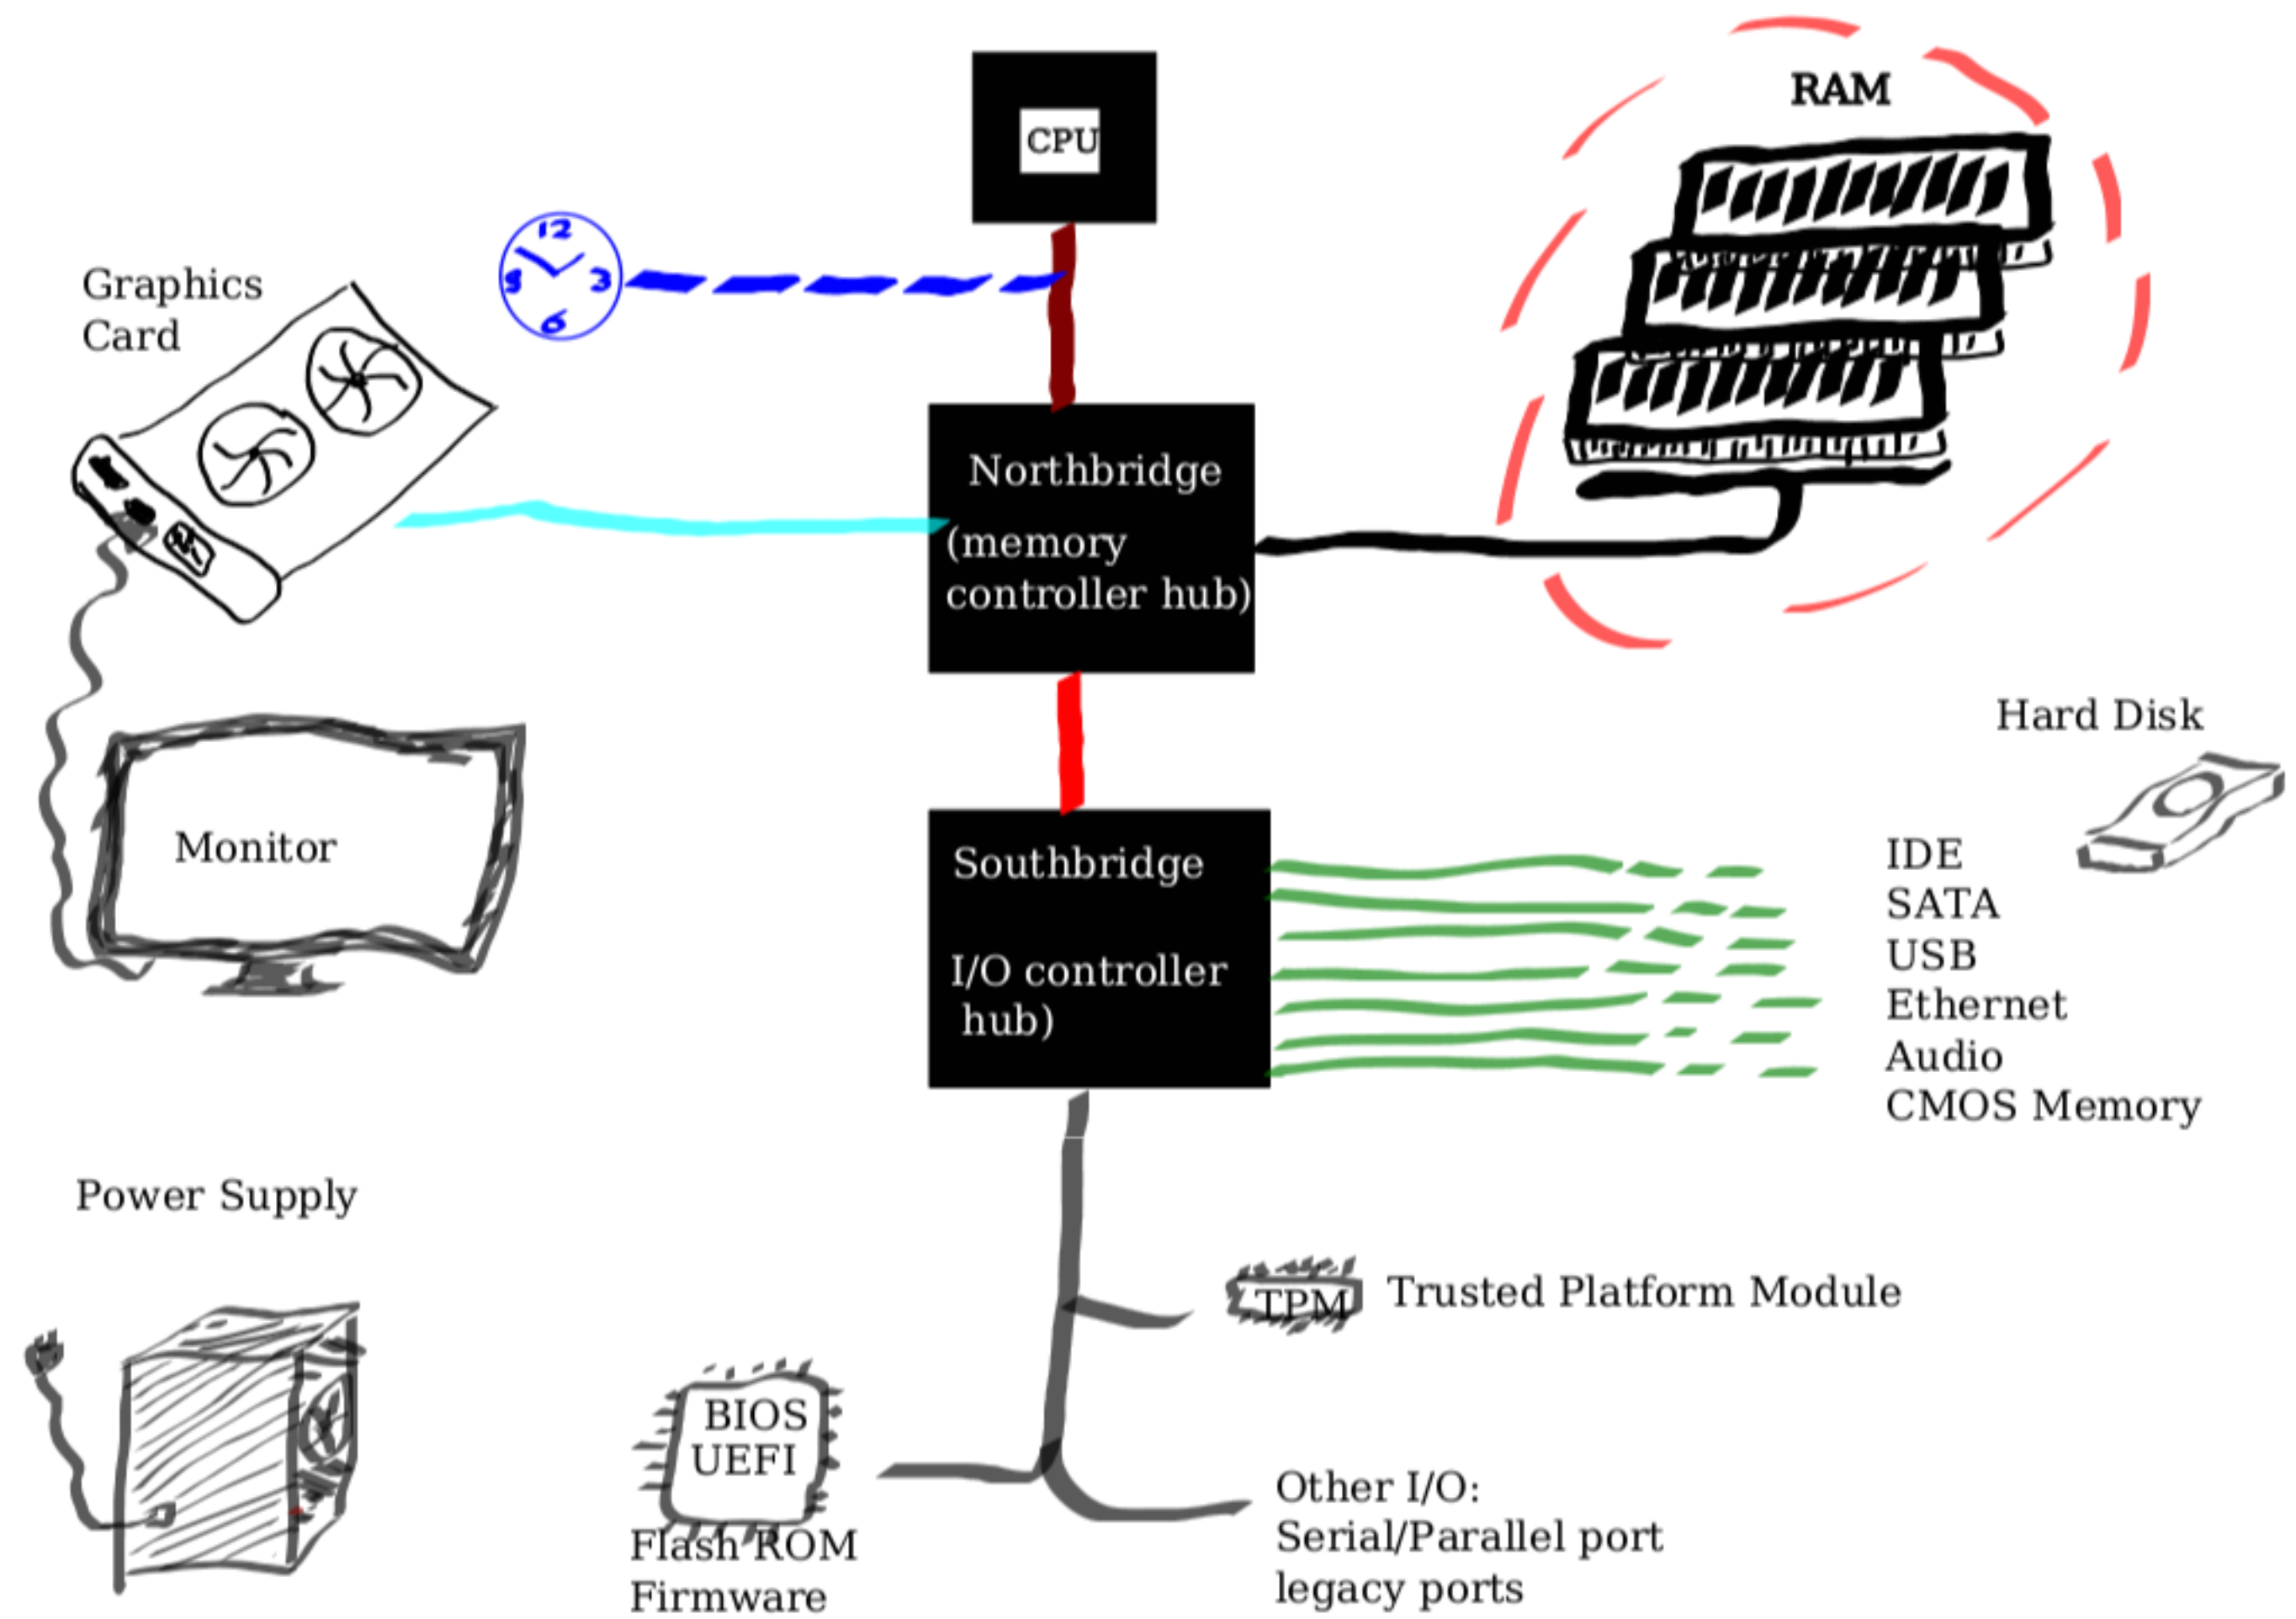 CPU
RAM
12
9 3
6
Graphics
Card
Northbridge
(memory
controller hub)
Hard Disk
Monitor
Southbridge
I/O controller
hub)
IDE
SATA
USB
Ethernet
Audio
CMOS Memory
Power Supply
TPM
Trusted Platform Module
BIOS
UEFI
Flash ROM
Firmware
Other I/O:
Serial/Parallel port
legacy ports